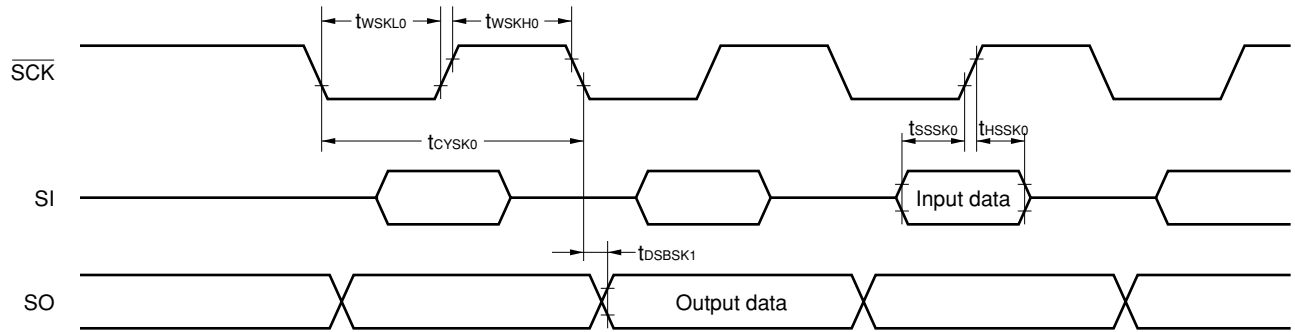 tWSKL0 tWSKH0
SCK
tCYSK0
tSSSK0 tHSSK0
SI
Input data
tDSBSK1
SO
Output data